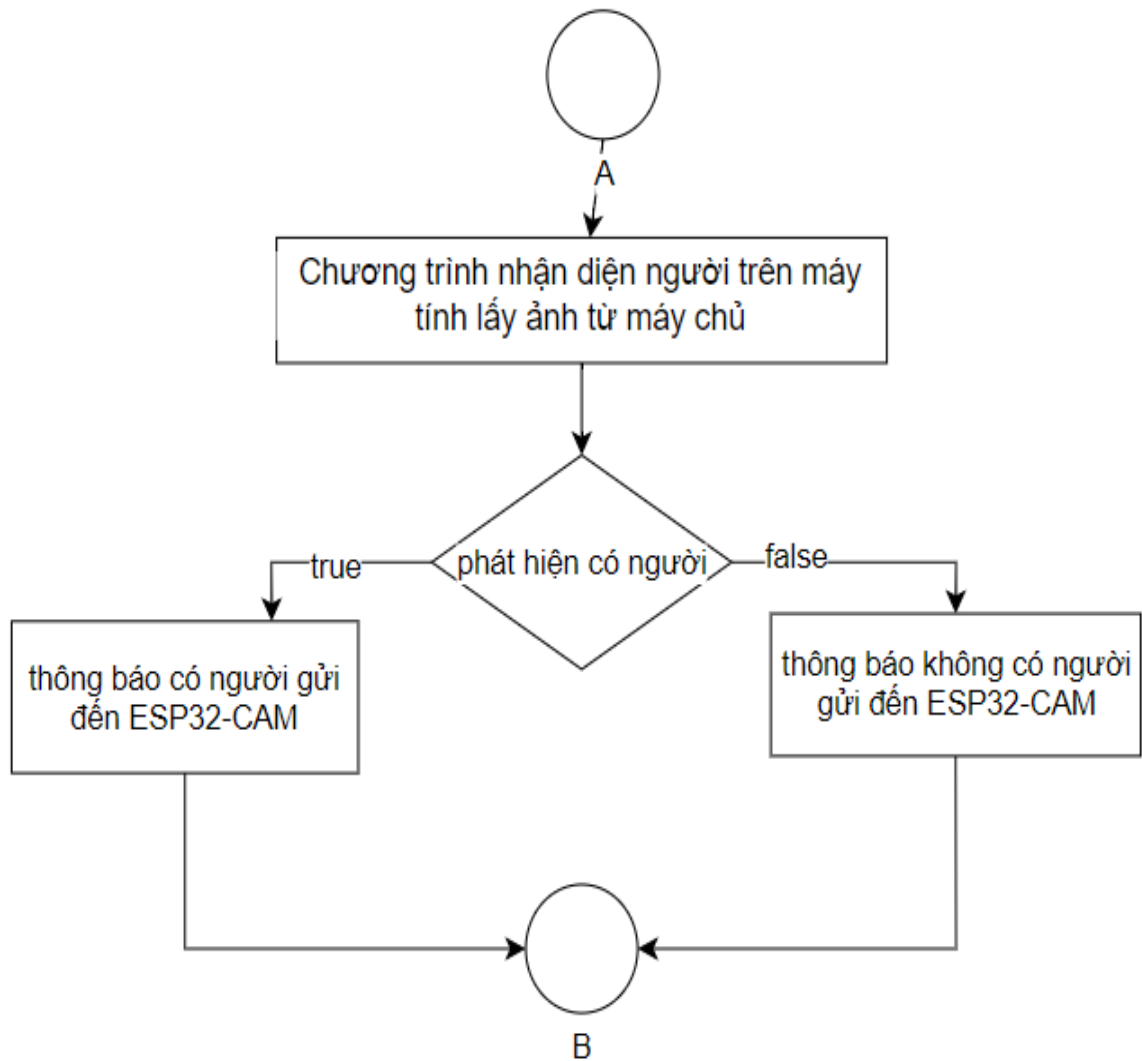 A
Chương trình nhận diện người trên máy
tính lấy ảnh từ máy chủ
phát hiện có người
true
false
thông báo có người gửi
đến ESP32-CAM
thông báo không có người
gửi đến ESP32-CAM
B